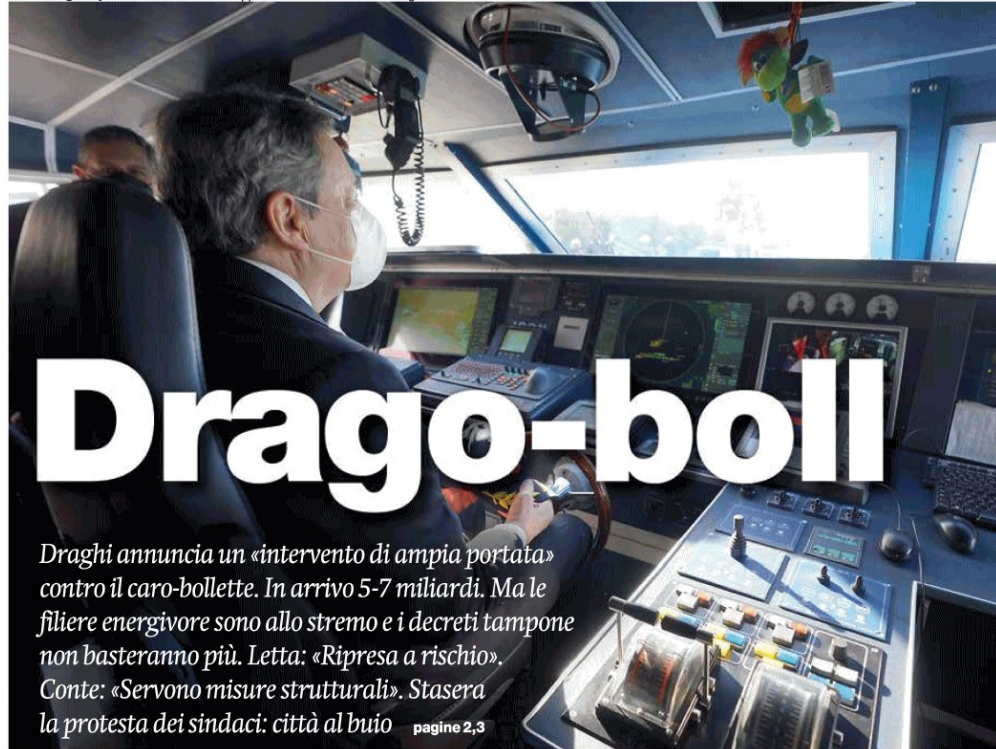 Drago-boll
Draghi annuncia un «intervento di ampia portata»
contro il caro-bollette. In arrivo 5-7 miliardi. Ma le
filiere energivore sono allo stremo e i decreti tampone
non basteranno più. Letta: «Ripresa a rischio».
Conte: «Servono misure strutturali». Stasera
la protesta dei sindaci: città al buio pagine 2,3